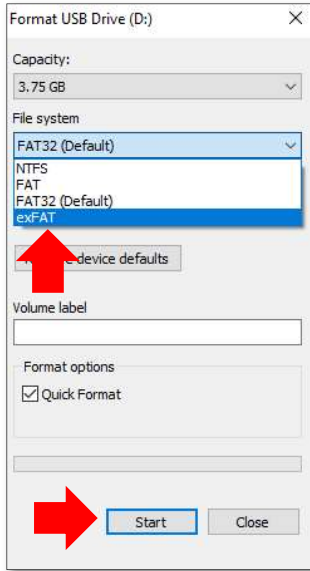 Format USB Drive (D:)
Capacity:
3.75 GB
File system
FAT32 (Default)
NTFS
FAT
FAT32 (Default)
exFAT
device defaults
Volume label
Format options
Quick Format
Start
Close